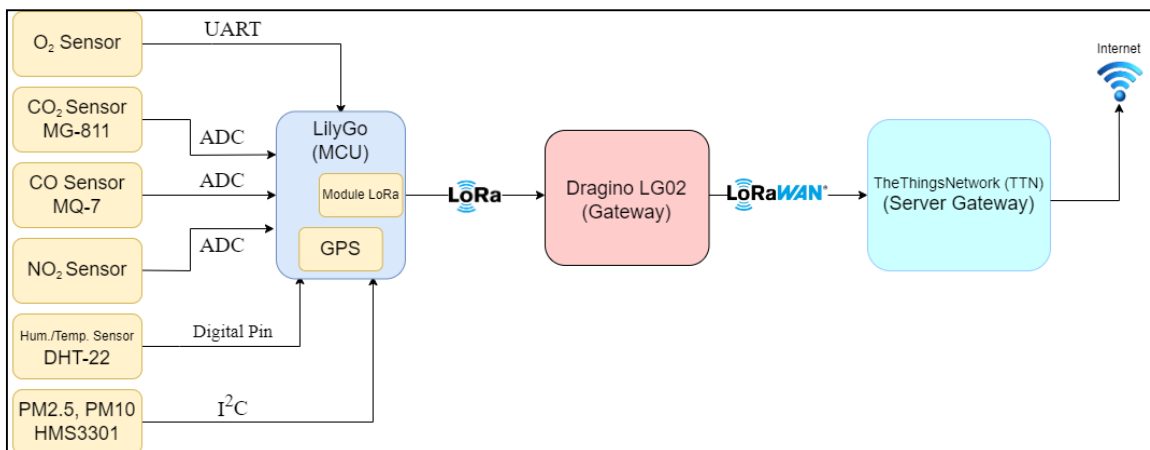 O₂ Sensor
UART
CO₂ Sensor
MG-811
ADC
CO Sensor
MQ-7
ADC
NO₂ Sensor
ADC
Hum./Temp. Sensor
DHT-22
Digital Pin
PM2.5, PM10
HMS3301
I²C
LilyGo
(MCU)
Module LoRa
GPS
LoRa
Dragino LG02
(Gateway)
LoRaWAN®
TheThingsNetwork (TTN)
(Server Gateway)
Internet